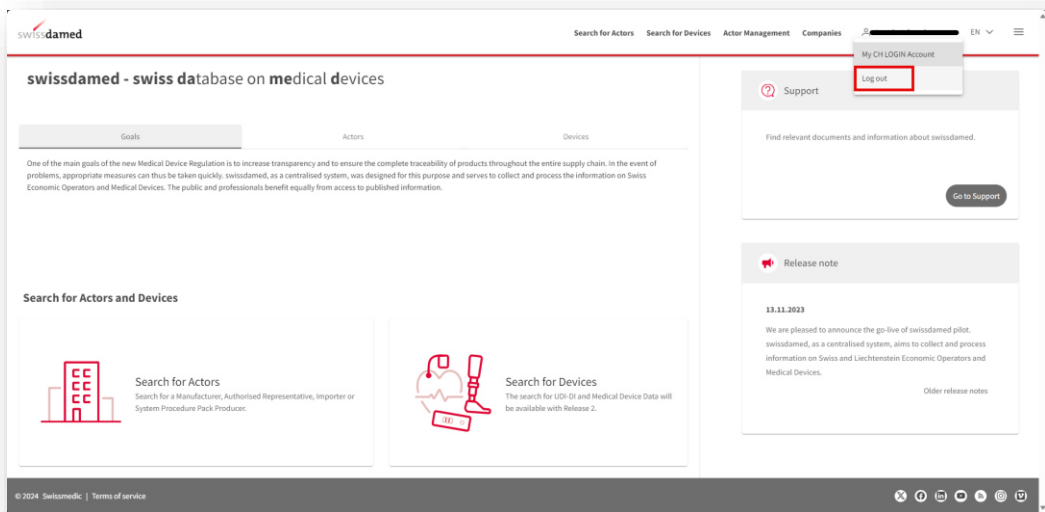 swissdamed
Search for Actors Search for Devices Actor Management Companies EN
My CH LOGIN Account
Log out
swissdamed - swiss database on medical devices
Goals Actors Devices
One of the main goals of the new Medical Device Regulation is to increase transparency and to ensure the complete traceability of products throughout the entire supply chain. In the event of
problems, appropriate measures can thus be taken quickly. swissdamed, as a centralised system, was designed for this purpose and serves to collect and process the information on Swiss
Economic Operators and Medical Devices. The public and professionals benefit equally from access to published information.
Support
Find relevant documents and information about swissdamed.
Go to Support
Release note
13.11.2023
We are pleased to announce the go-live of swissdamed pilot.
swissdamed, as a centralised system, aims to collect and process
information on Swiss and Liechtenstein Economic Operators and
Medical Devices.
Older release notes
Search for Actors and Devices
Search for Actors
Search for a Manufacturer, Authorised Representative, Importer or
System Procedure Pack Producer.
Search for Devices
The search for UDI-DI and Medical Device Data will
be available with Release 2.
© 2024 Swissmedic | Terms of service